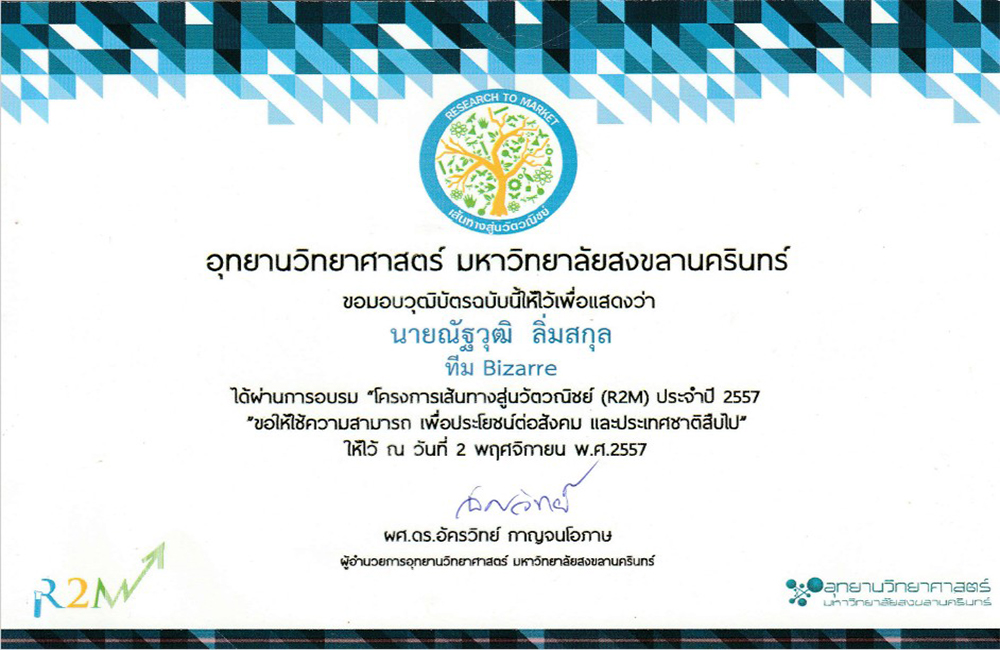 RESEARCH TO MARKET
เส้นทางสู่นวัตวณิชย์
อุทยานวิทยาศาสตร์ มหาวิทยาลัยสงขลานครินทร์
ขอมอบวุฒิบัตรฉบับนี้ให้ไว้เพื่อแสดงว่า
นายณัฐวุฒิ ลิ่มสกุล
ทีม Bizarre
ได้ผ่านการอบรม "โครงการเส้นทางสู่นวัตวณิชย์ (R2M) ประจำปี 2557
"ขอให้ใช้ความสามารถ เพื่อประโยชน์ต่อสังคม และประเทศชาติสืบไป"
ให้ไว้ ณ วันที่ 2 พฤศจิกายน พ.ศ.2557
ผศ.ดร.อัครวิทย์ กาญจนโอภาษ
ผู้อำนวยการอุทยานวิทยาศาสตร์ มหาวิทยาลัยสงขลานครินทร์
R2M
อุทยานวิทยาศาสตร์
มหาวิทยาลัยสงขลานครินทร์